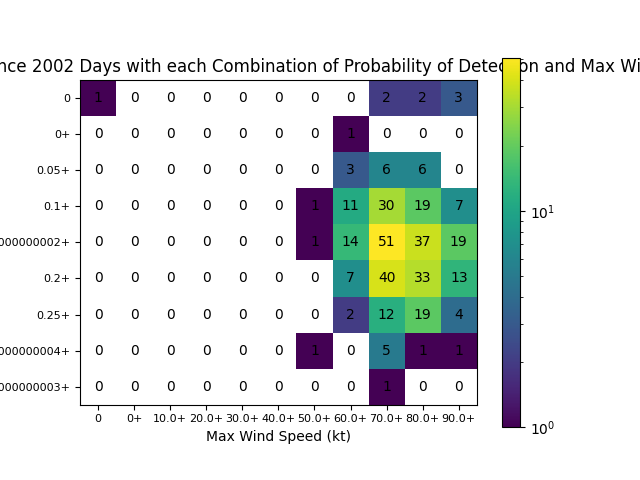 nce 2002 Days with each Combination of Probability of Detection and Max Wi
0 1 0 0 0 0 0 0 0 2 2 3
0+ 0 0 0 0 0 0 0 1 0 0 0
0.05+ 0 0 0 0 0 0 0 3 6 6 0
0.1+ 0 0 0 0 0 0 1 11 30 19 7
000000002+ 0 0 0 0 0 0 1 14 51 37 19
0.2+ 0 0 0 0 0 0 0 7 40 33 13
0.25+ 0 0 0 0 0 0 0 2 12 19 4
000000004+ 0 0 0 0 0 0 1 0 5 1 1
000000003+ 0 0 0 0 0 0 0 0 1 0 0
0 0+ 10.0+ 20.0+ 30.0+ 40.0+ 50.0+ 60.0+ 70.0+ 80.0+ 90.0+
Max Wind Speed (kt)
10^1
10^0